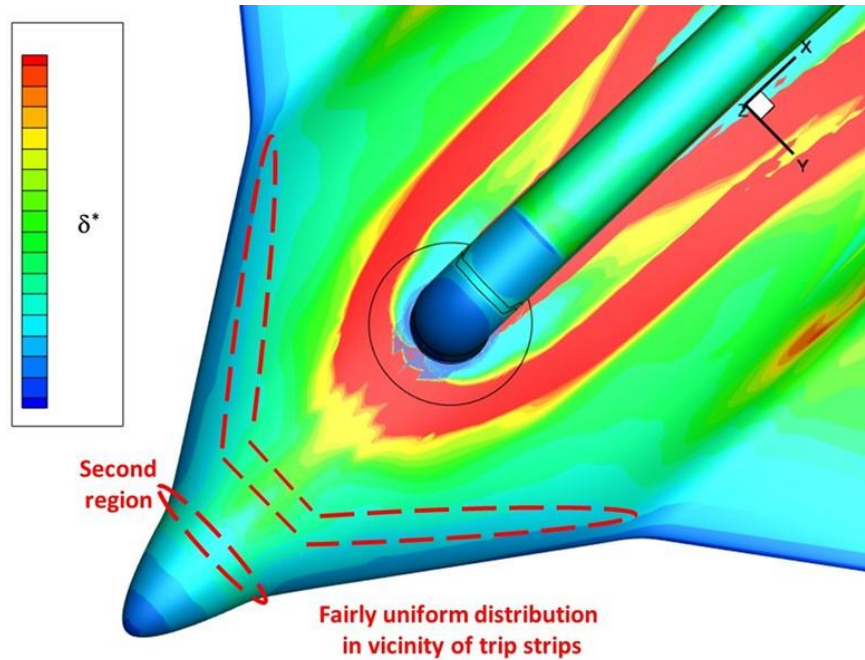 δ*
X
Z
Y
Second
region
Fairly uniform distribution
in vicinity of trip strips